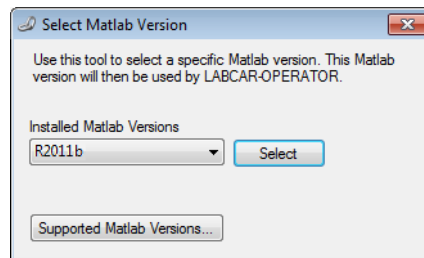 Select Matlab Version
Use this tool to select a specific Matlab version. This Matlab
version will then be used by LABCAR-OPERATOR.
Installed Matlab Versions
R2011b
Select
Supported Matlab Versions...